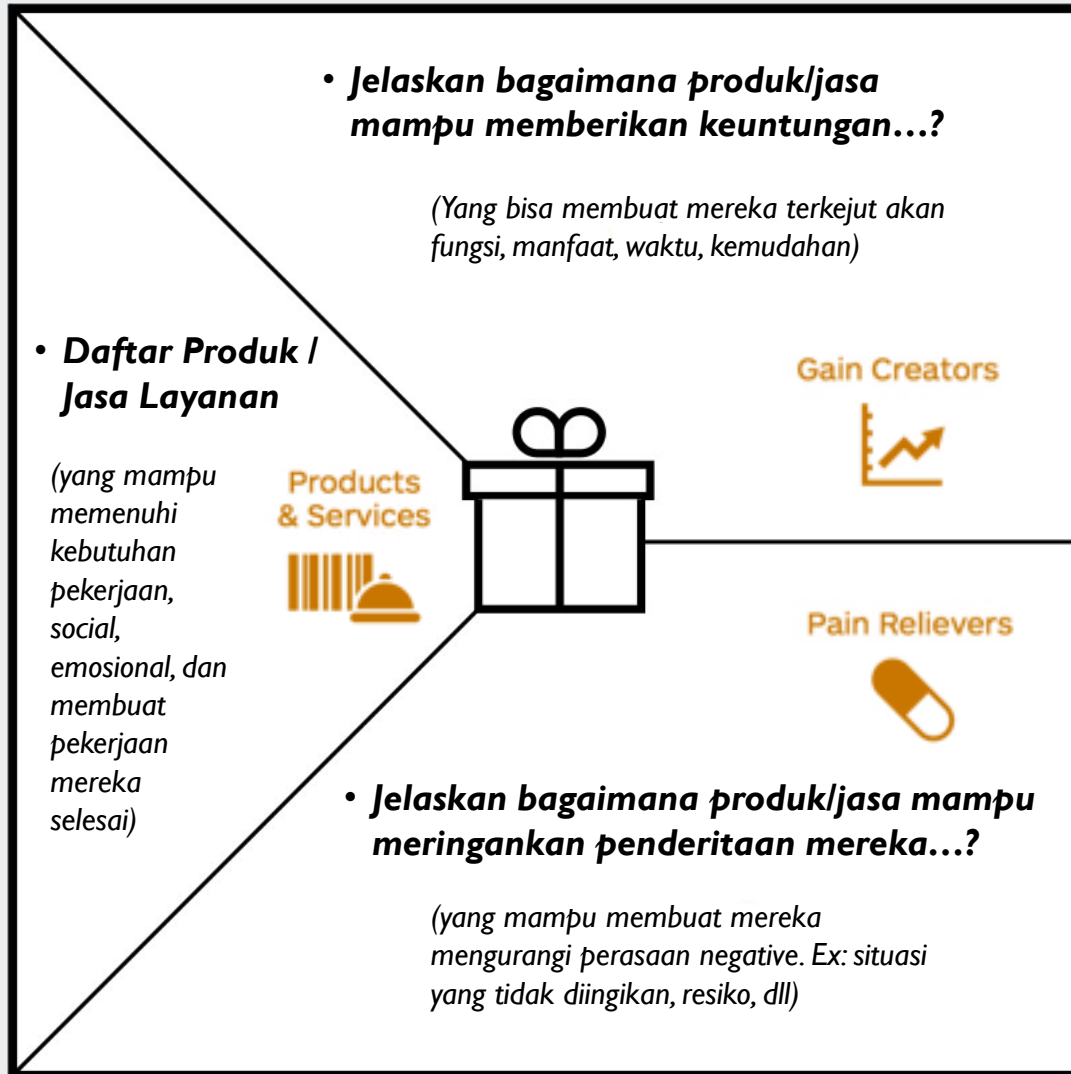 • Jelaskan bagaimana produk/jasa
mampu memberikan keuntungan...?
(Yang bisa membuat mereka terkejut akan
fungsi, manfaat, waktu, kemudahan)
• Daftar Produk /
Jasa Layanan
(yang mampu
memenuhi
kebutuhan
pekerjaan,
social,
emosional, dan
membuat
pekerjaan
mereka
selesai)
Products
& Services
Gain Creators
Pain Relievers
• Jelaskan bagaimana produk/jasa mampu
meringankan penderitaan mereka...?
(yang mampu membuat mereka
mengurangi perasaan negative. Ex: situasi
yang tidak diingikan, resiko, dll)